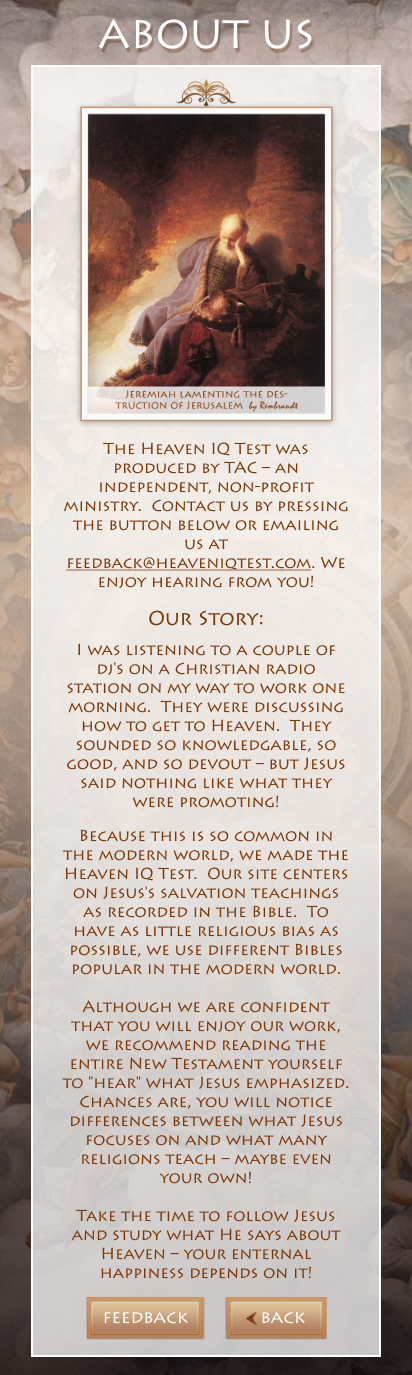 ABOUT US
JEREMIAH LAMENTING THE DES-
TRUCTION OF JERUSALEM by Rembrandt
THE HEAVEN IQ TEST WAS
PRODUCED BY TAC – AN
INDEPENDENT, NON-PROFIT
MINISTRY. CONTACT US BY PRESSING
THE BUTTON BELOW OR EMAILING
US AT
FEEDBACK@HEAVENIQTEST.COM. WE
ENJOY HEARING FROM YOU!
OUR STORY:
I WAS LISTENING TO A COUPLE OF
DJ'S ON A CHRISTIAN RADIO
STATION ON MY WAY TO WORK ONE
MORNING. THEY WERE DISCUSSING
HOW TO GET TO HEAVEN. THEY
SOUNDED SO KNOWLEDGABLE, SO
GOOD, AND SO DEVOUT – BUT JESUS
SAID NOTHING LIKE WHAT THEY
WERE PROMOTING!
BECAUSE THIS IS SO COMMON IN
THE MODERN WORLD, WE MADE THE
HEAVEN IQ TEST. OUR SITE CENTERS
ON JESUS'S SALVATION TEACHINGS
AS RECORDED IN THE BIBLE. TO
HAVE AS LITTLE RELIGIOUS BIAS AS
POSSIBLE, WE USE DIFFERENT BIBLES
POPULAR IN THE MODERN WORLD.
ALTHOUGH WE ARE CONFIDENT
THAT YOU WILL ENJOY OUR WORK,
WE RECOMMEND READING THE
ENTIRE NEW TESTAMENT YOURSELF
TO "HEAR" WHAT JESUS EMPHASIZED.
CHANCES ARE, YOU WILL NOTICE
DIFFERENCES BETWEEN WHAT JESUS
FOCUSES ON AND WHAT MANY
RELIGIONS TEACH – MAYBE EVEN
YOUR OWN!
TAKE THE TIME TO FOLLOW JESUS
AND STUDY WHAT HE SAYS ABOUT
HEAVEN – YOUR ENTERNAL
HAPPINESS DEPENDS ON IT!
FEEDBACK
BACK